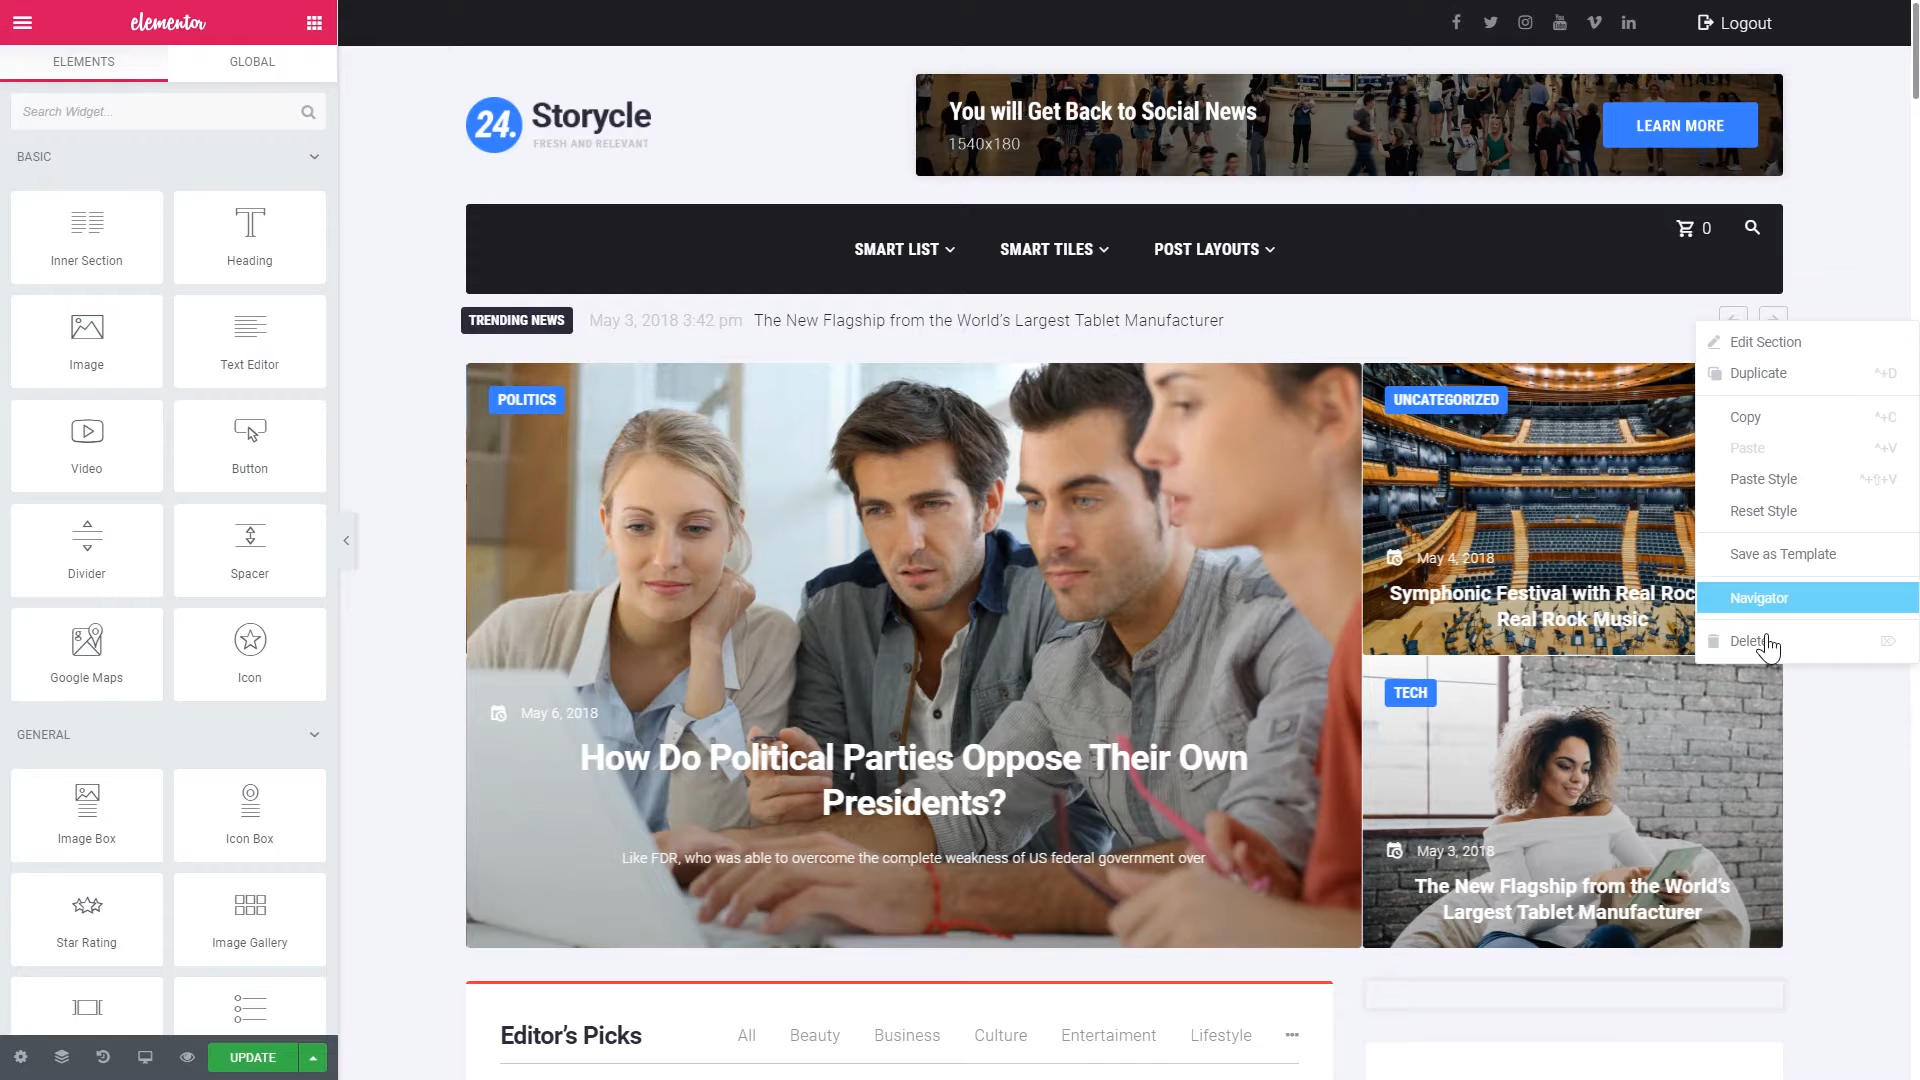 elementor
ELEMENTS
GLOBAL
Search Widget...
BASIC
Inner Section
Heading
Image
Text Editor
Video
Button
Divider
Spacer
Google Maps
Icon
GENERAL
Image Box
Icon Box
Star Rating
Image Gallery
UPDATE
Logout
24.
Storycle
FRESH AND RELEVANT
You will Get Back to Social News
1540x180
LEARN MORE
SMART LIST
SMART TILES
POST LAYOUTS
0
TRENDING NEWS
May 3, 2018 3:42 pm
The New Flagship from the World's Largest Tablet Manufacturer
POLITICS
May 6, 2018
How Do Political Parties Oppose Their Own
Presidents?
Like FDR, who was able to overcome the complete weakness of US federal government over
UNCATEGORIZED
May 4, 2018
Symphonic Festival with Real Roc
Real Rock Music
TECH
May 3, 2018
The New Flagship from the World's
Largest Tablet Manufacturer
Edit Section
Duplicate ^+D
Copy ^+C
Paste ^+V
Paste Style ^+⇧+V
Reset Style
Save as Template
Navigator
Delete ⌦
Editor's Picks
All
Beauty
Business
Culture
Entertaiment
Lifestyle